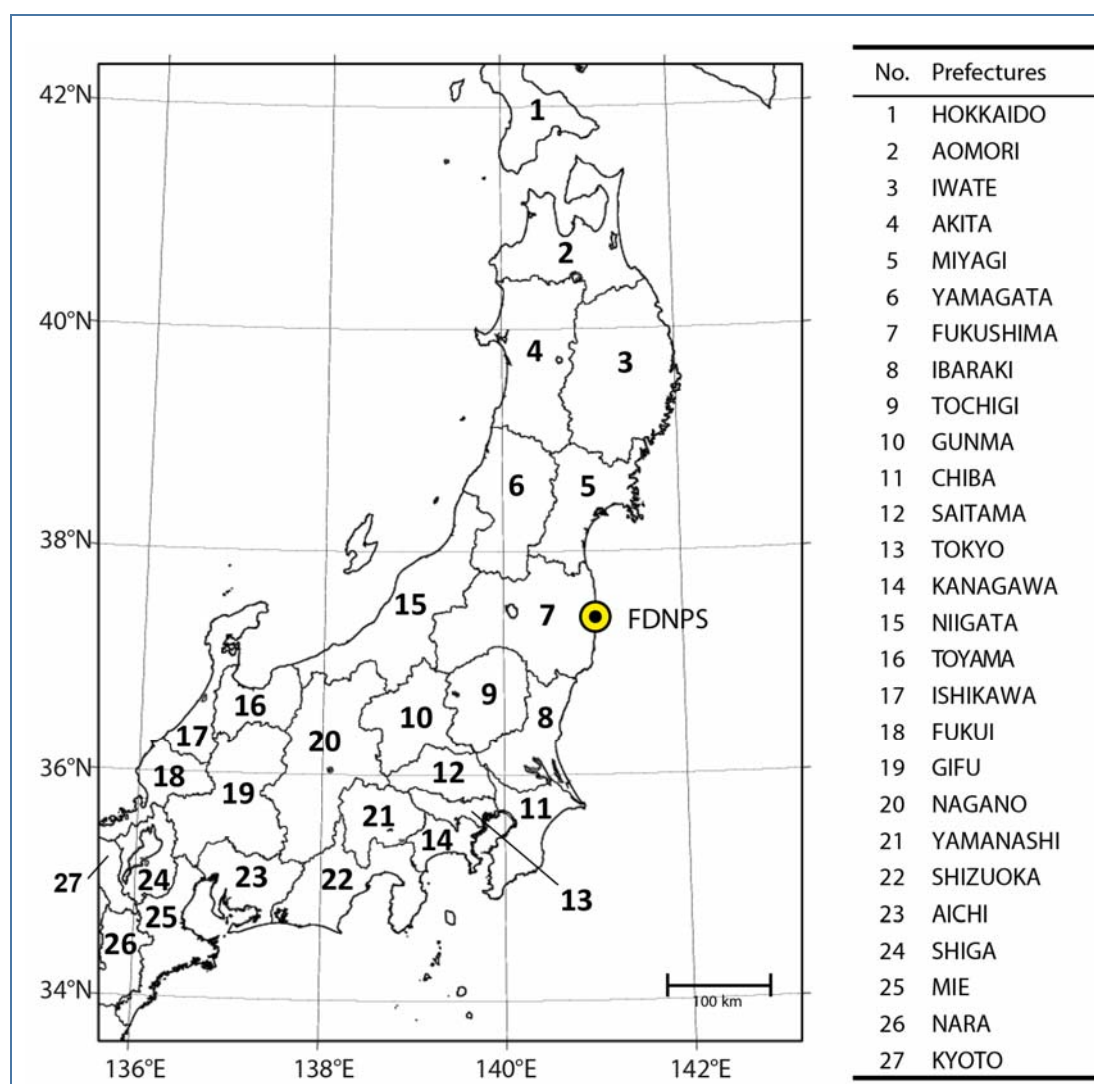 42°N
40°N
38°N
36°N
34°N
136°E
138°E
140°E
142°E
1
2
4
3
6
5
15
7
FDNPS
9
16
10
8
17
20
12
18
19
11
21
14
27
24
23
22
13
25
26
100 km
No. Prefectures
1 HOKKAIDO
2 AOMORI
3 IWATE
4 AKITA
5 MIYAGI
6 YAMAGATA
7 FUKUSHIMA
8 IBARAKI
9 TOCHIGI
10 GUNMA
11 CHIBA
12 SAITAMA
13 TOKYO
14 KANAGAWA
15 NIIGATA
16 TOYAMA
17 ISHIKAWA
18 FUKUI
19 GIFU
20 NAGANO
21 YAMANASHI
22 SHIZUOKA
23 AICHI
24 SHIGA
25 MIE
26 NARA
27 KYOTO